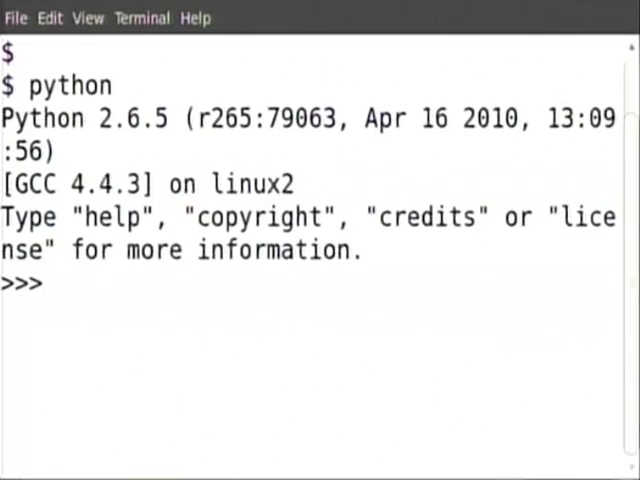 File Edit View Terminal Help
$
$ python
Python 2.6.5 (r265:79063, Apr 16 2010, 13:09
:56)
[GCC 4.4.3] on linux2
Type "help", "copyright", "credits" or "lice
nse" for more information.
>>>